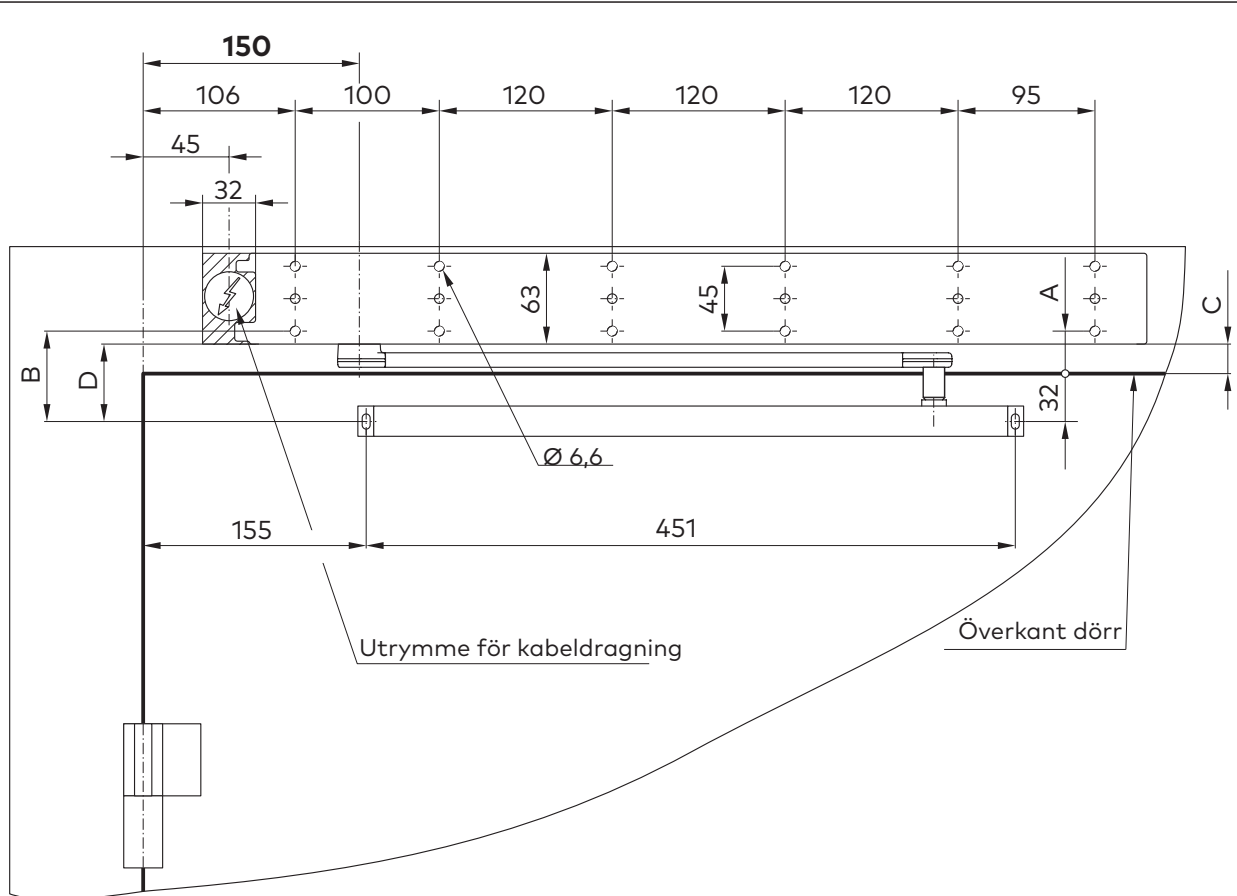 150
106 100 120 120 120 95
45
32
63
45
A
C
B
D
32
Ø 6,6
155
451
Utrymme för kabeldragning
Överkant dörr